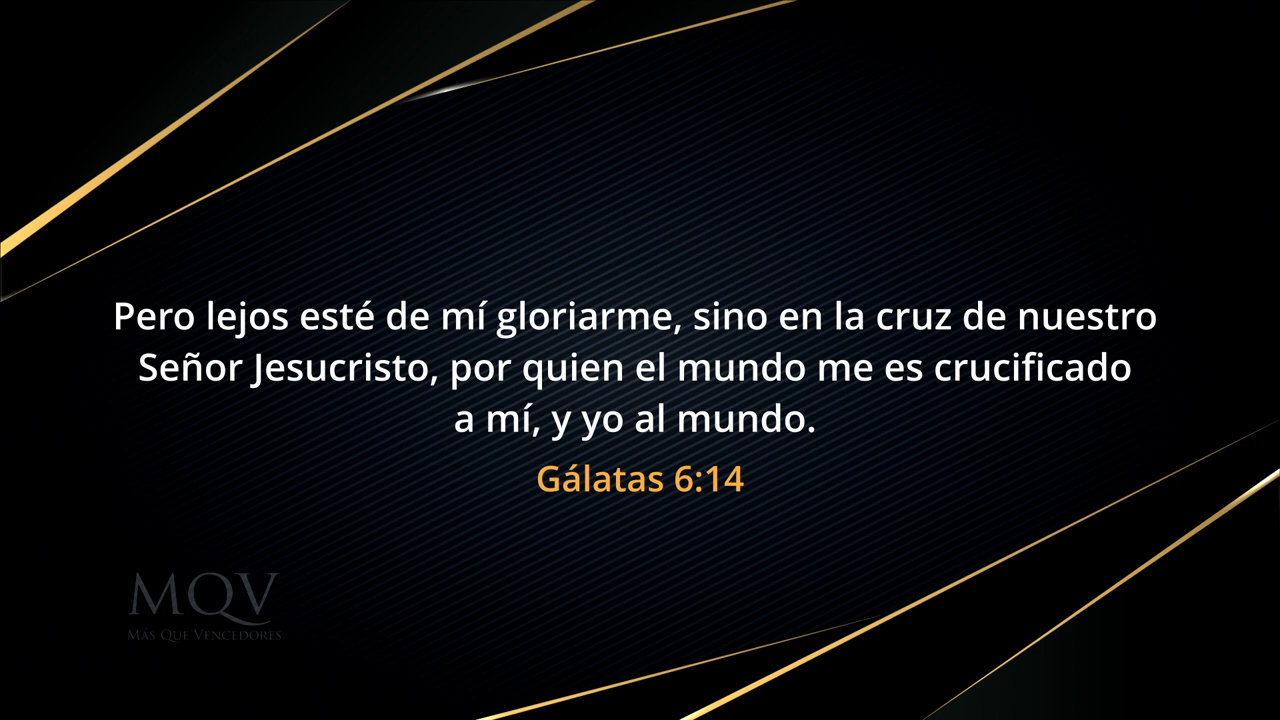 Pero lejos esté de mí gloriarme, sino en la cruz de nuestro
Señor Jesucristo, por quien el mundo me es crucificado
a mí, y yo al mundo.
Gálatas 6:14
MQV
Más Que Vencedores